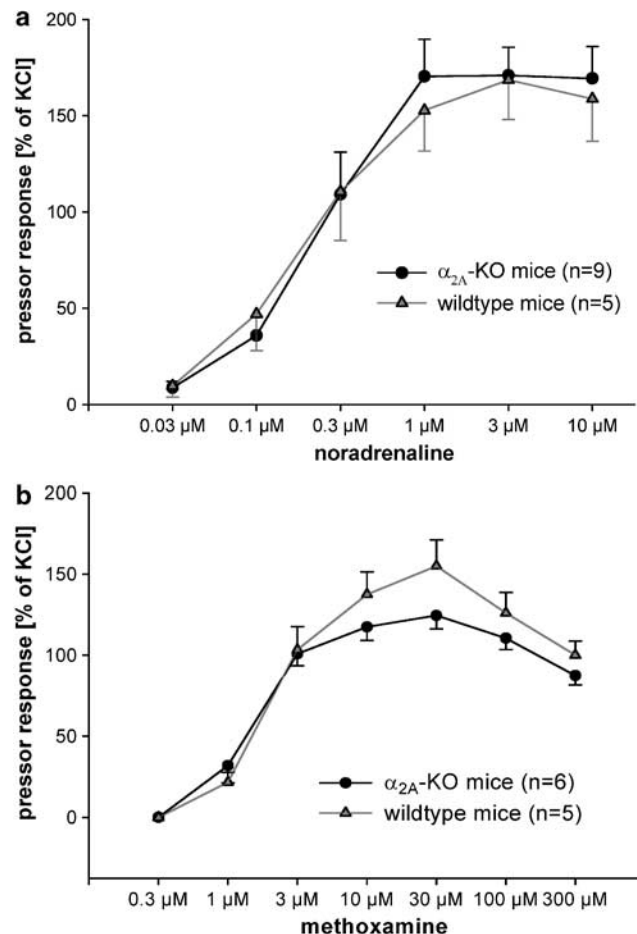 a
200
150
100
50
0
pressor response [% of KCl]
α2A-KO mice (n=9)
wildtype mice (n=5)
0.03 µM 0.1 µM 0.3 µM 1 µM 3 µM 10 µM
noradrenaline
b
200
150
100
50
0
pressor response [% of KCl]
α2A-KO mice (n=6)
wildtype mice (n=5)
0.3 µM 1 µM 3 µM 10 µM 30 µM 100 µM 300 µM
methoxamine